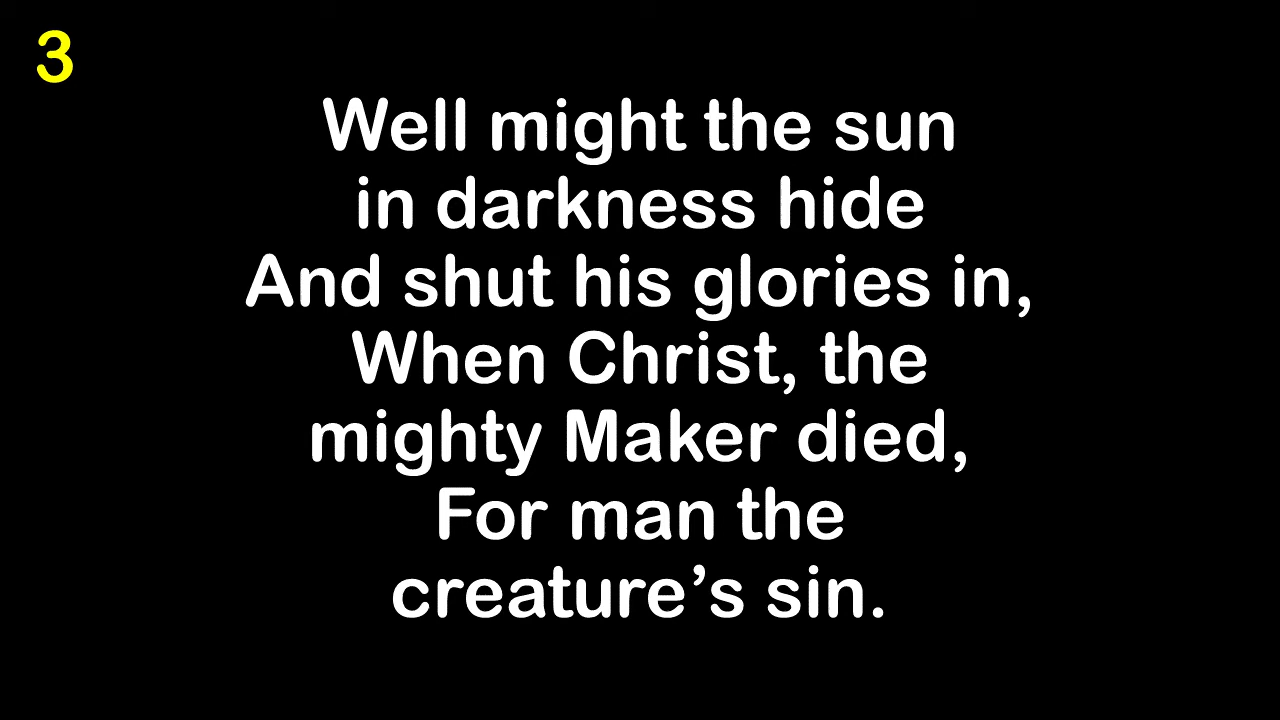 3
Well might the sun
in darkness hide
And shut his glories in,
When Christ, the
mighty Maker died,
For man the
creature’s sin.